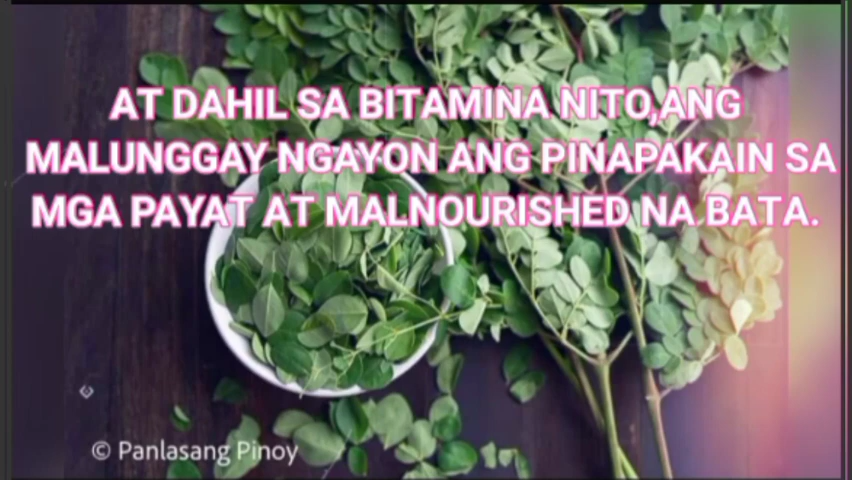 AT DAHIL SA BITAMINA NITO,ANG
MALUNGGAY NGAYON ANG PINAPAKAIN SA
MGA PAYAT AT MALNOURISHED NA BATA.
© Panlasang Pinoy